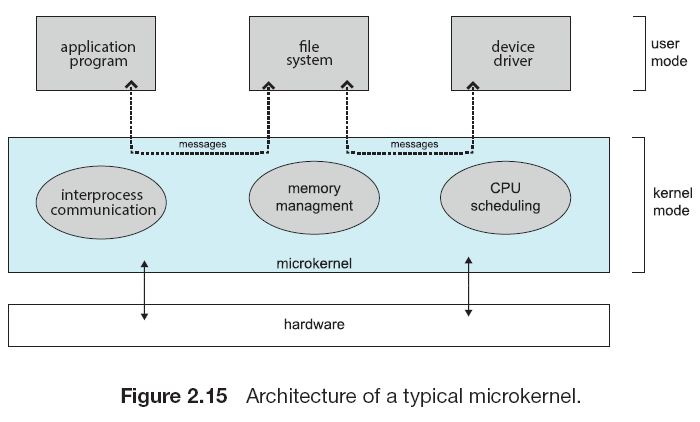 application
program
file
system
device
driver
user
mode
messages
messages
interprocess
communication
memory
managment
CPU
scheduling
kernel
mode
microkernel
hardware
Figure 2.15 Architecture of a typical microkernel.